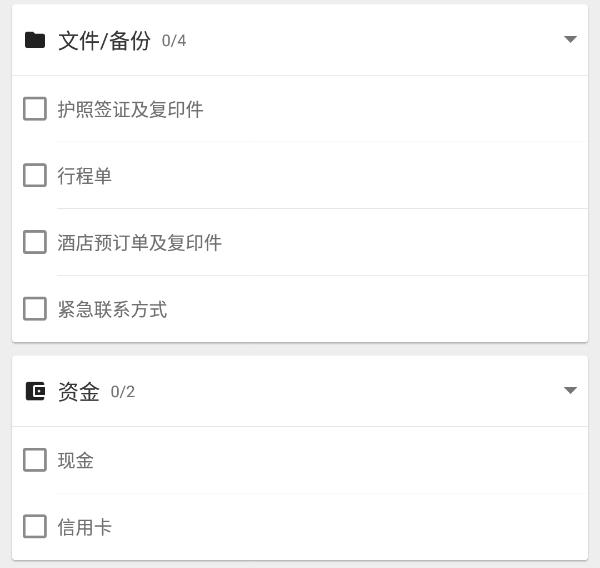 文件/备份 0/4
护照签证及复印件
行程单
酒店预订单及复印件
紧急联系方式
资金 0/2
现金
信用卡